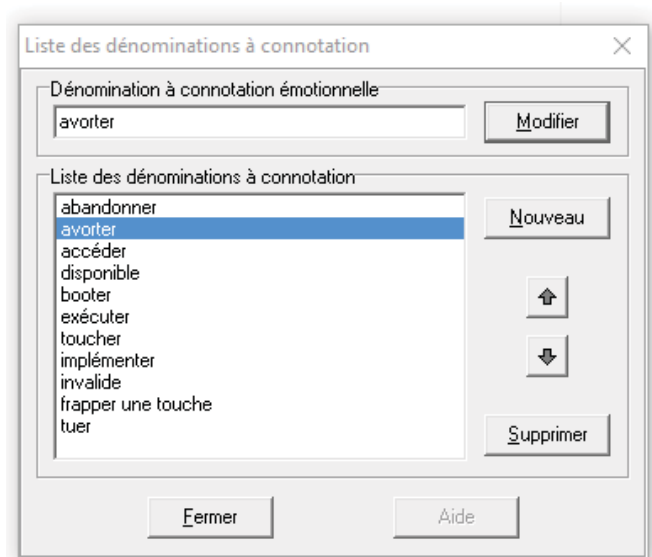 Liste des dénominations à connotation
Dénomination à connotation émotionnelle
avorter
Modifier
Liste des dénominations à connotation
abandonner
avorter
accéder
disponible
booter
exécuter
toucher
implémenter
invalide
frapper une touche
tuer
Nouveau
Supprimer
Fermer
Aide